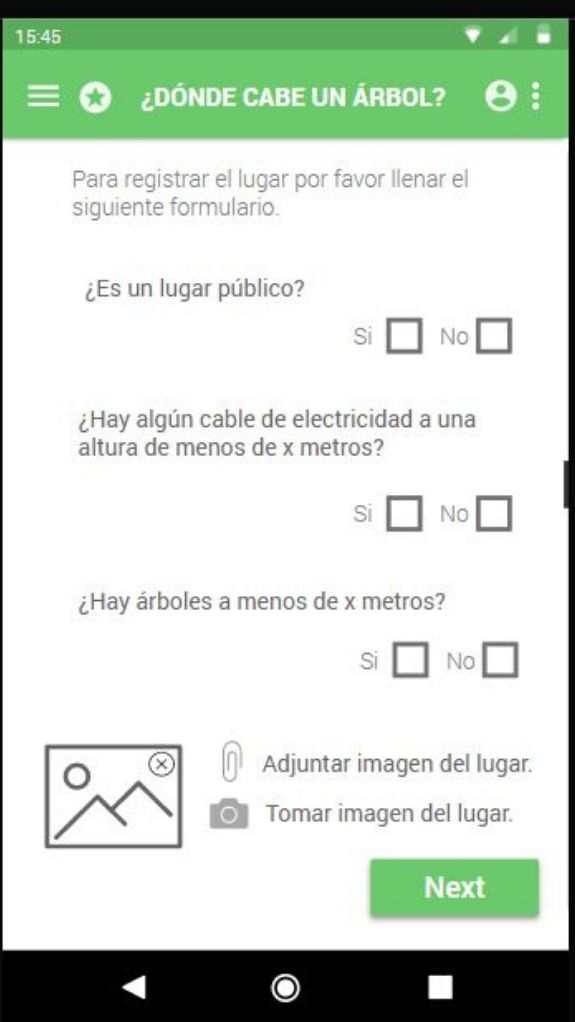 15:45
¿DÓNDE CABE UN ÁRBOL?
Para registrar el lugar por favor llenar el
siguiente formulario.
¿Es un lugar público?
Si No
¿Hay algún cable de electricidad a una
altura de menos de x metros?
Si No
¿Hay árboles a menos de x metros?
Si No
Adjuntar imagen del lugar.
Tomar imagen del lugar.
Next